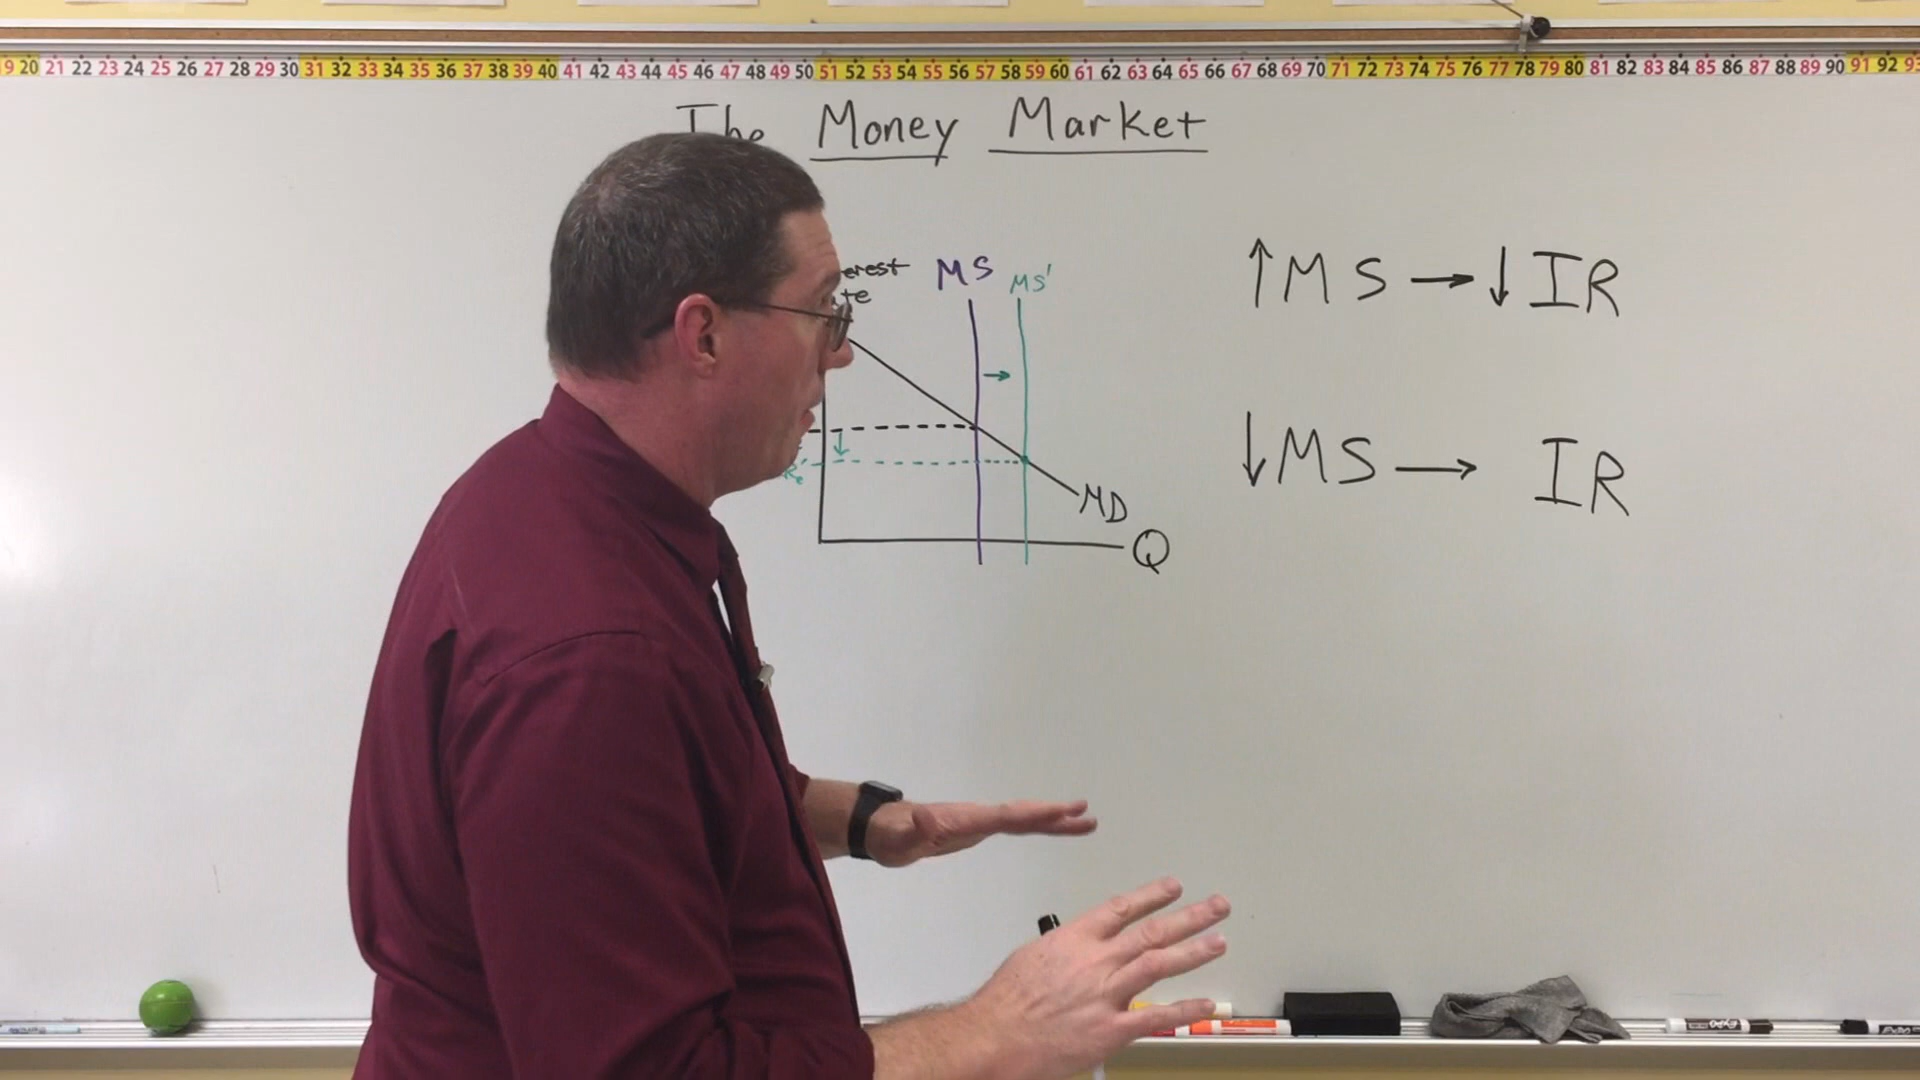 20 21 22 23 24 25 26 27 28 29 30 31 32 33 34 35 36 37 38 39 40 41 42 43 44 45 46 47 48 49 50 51 52 53 54 55 56 57 58 59 60 61 62 63 64 65 66 67 68 69 70 71 72 73 74 75 76 77 78 79 80 81 82 83 84 85 86 87 88 89 90 91 92
The Money Market
MS MS'
↑MS → ↓IR
↓MS → IR
MD
Q